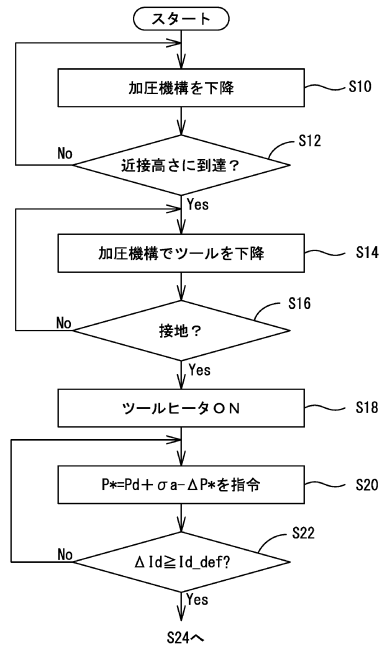 スタート
加圧機構を下降
S10
近接高さに到達？
S12
No
Yes
加圧機構でツールを下降
S14
接地？
S16
No
Yes
ツールヒータＯＮ
S18
P*=Pd＋σa-ΔP*を指令
S20
ΔId≧Id_def?
S22
No
Yes
S24へ